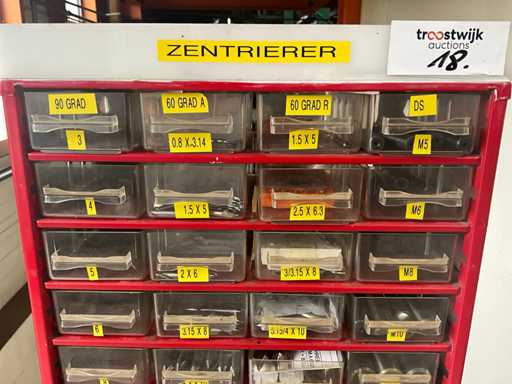 ZENTRIERER
troostwijk
auctions
18.
90 GRAD
60 GRAD A
60 GRAD R
DS
3
0.8 X 3.14
1.5 X 5
M5
4
1.5 X 5
2.5 X 6.3
M6
5
2 X 6
3/3.15 X 8
M8
6
3.15 X 8
3.15/4 X 10
M10